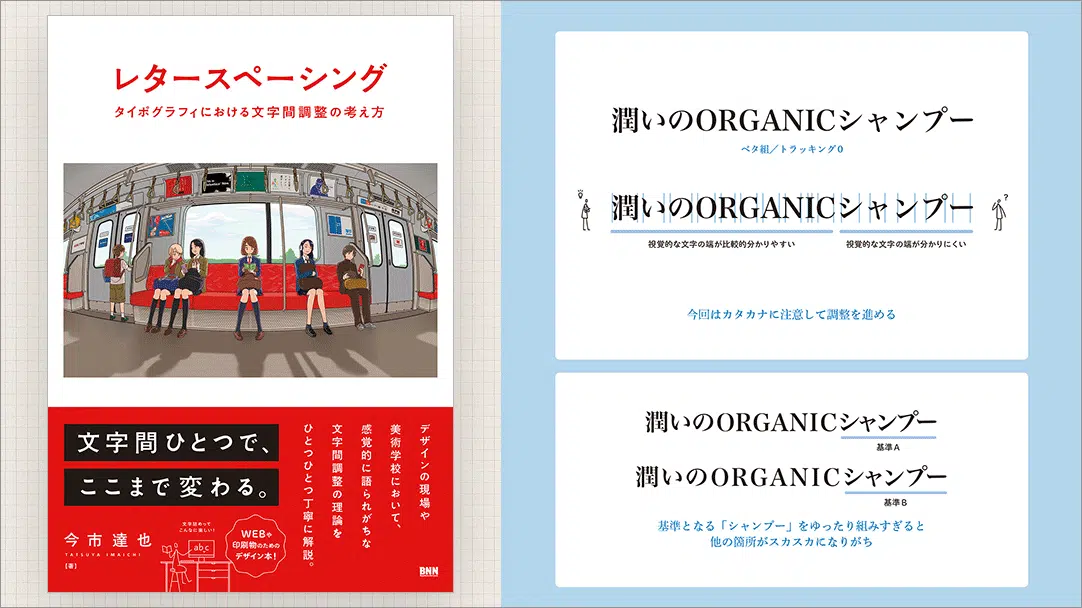 レタースペーシング
タイポグラフィにおける文字間調整の考え方
文字間ひとつで、
ここまで変わる。
デザインの現場や
美術学校において、
感覚的に語られがちな
文字間調整の理論を
ひとつひとつ丁寧に解説。
今市達也
TATSUYA IMAICHI
[著]
文字詰めって
こんなに楽しい!
abc
WEBや
印刷物のための
デザイン本!
BNN
潤いのORGANICシャンプー
ベタ組/トラッキング0
潤いのORGANICシャンプー
?
視覚的な文字の端が比較的分かりやすい
視覚的な文字の端が分かりにくい
今回はカタカナに注意して調整を進める
潤いのORGANICシャンプー
基準A
潤いのORGANICシャンプー
基準B
基準となる「シャンプー」をゆったり組みすぎると
他の箇所がスカスカになりがち